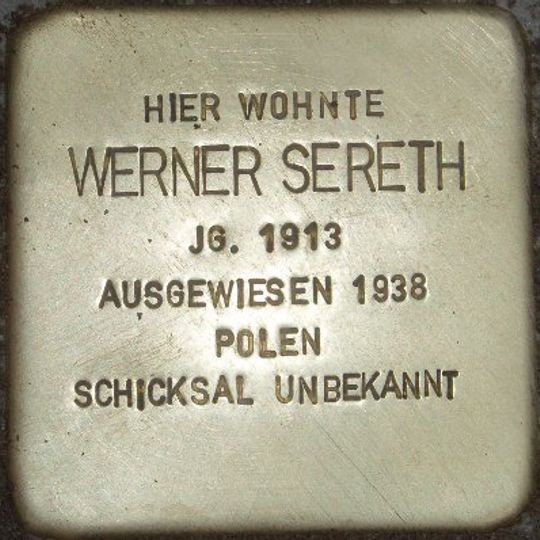 HIER WOHNTE
WERNER SERETH
JG. 1913
AUSGEWIESEN 1938
POLEN
SCHICKSAL UNBEKANNT